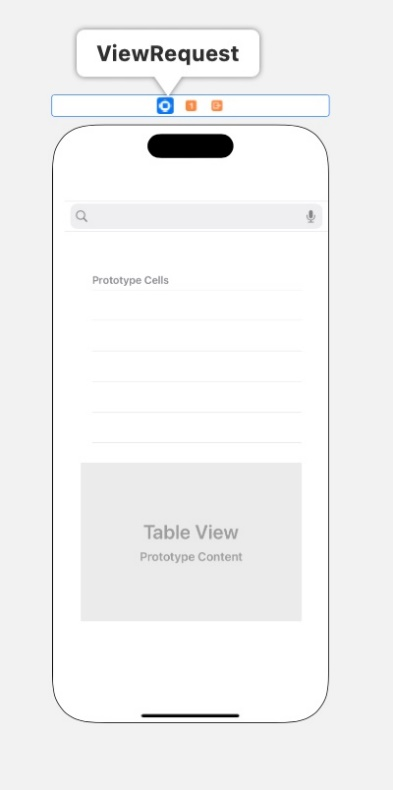 ViewRequest
Prototype Cells
Table View
Prototype Content